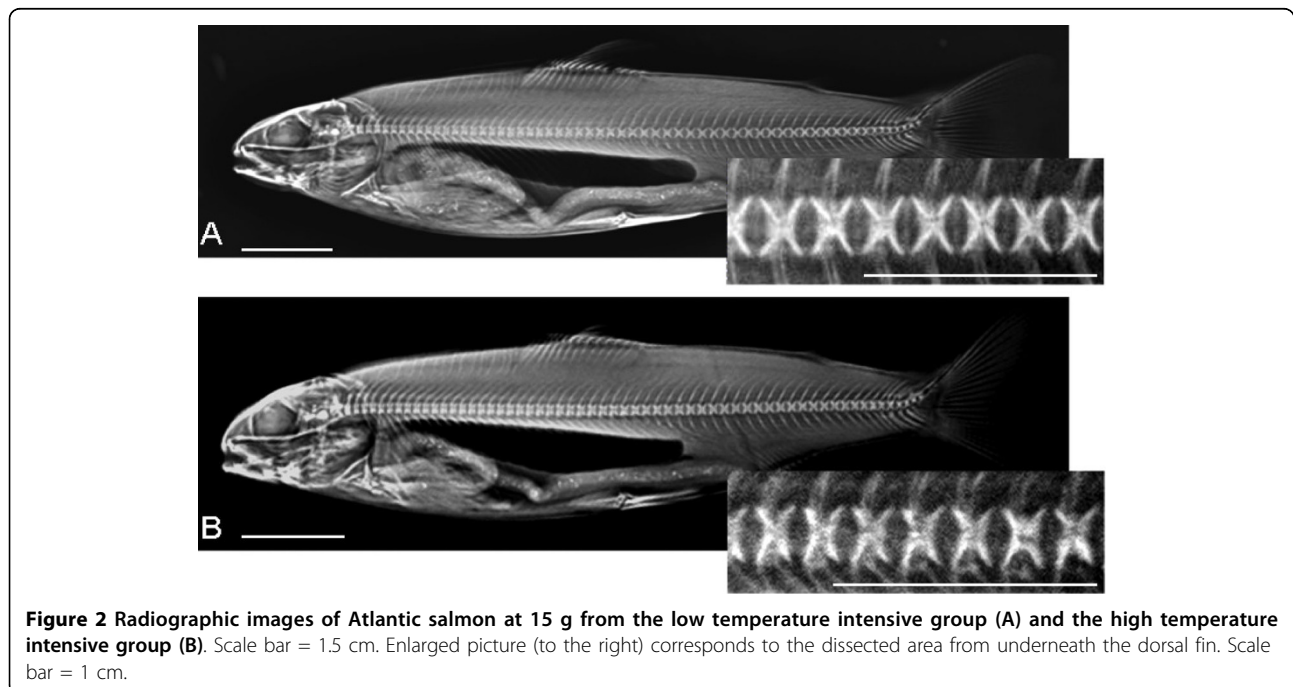 A
B
Figure 2 Radiographic images of Atlantic salmon at 15 g from the low temperature intensive group (A) and the high temperature
intensive group (B). Scale bar = 1.5 cm. Enlarged picture (to the right) corresponds to the dissected area from underneath the dorsal fin. Scale
bar = 1 cm.